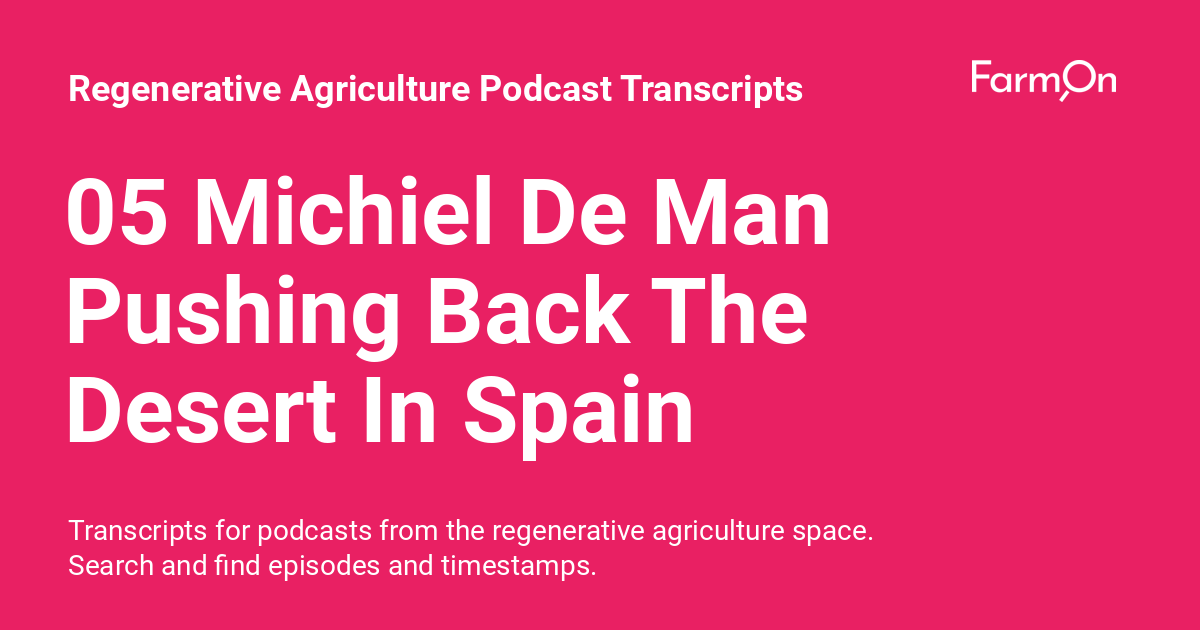 Regenerative Agriculture Podcast Transcripts
FarmOn
05 Michiel De Man
Pushing Back The
Desert In Spain
Transcripts for podcasts from the regenerative agriculture space.
Search and find episodes and timestamps.